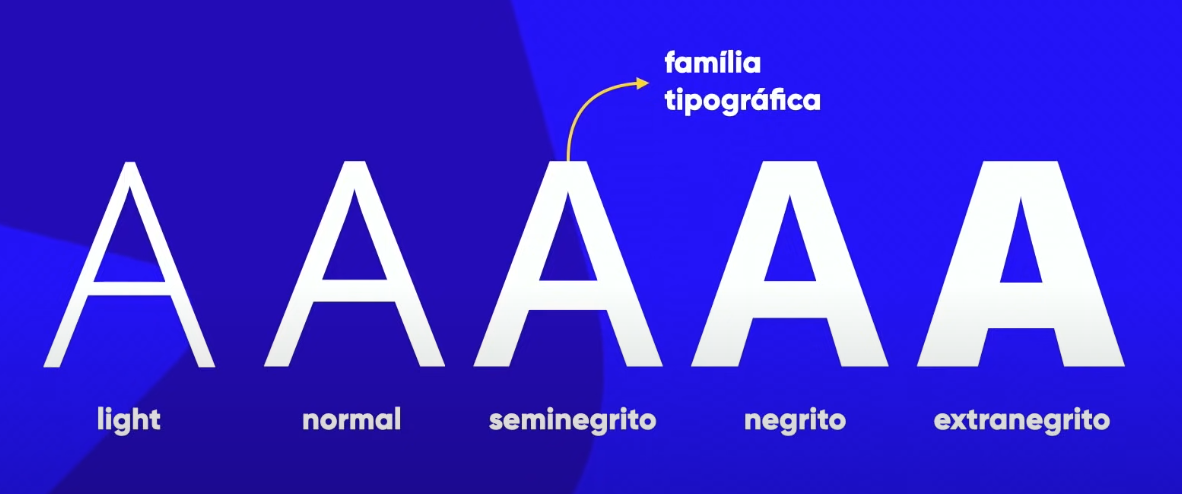 família
tipográfica
A A A A A
light normal seminegrito negrito extranegrito